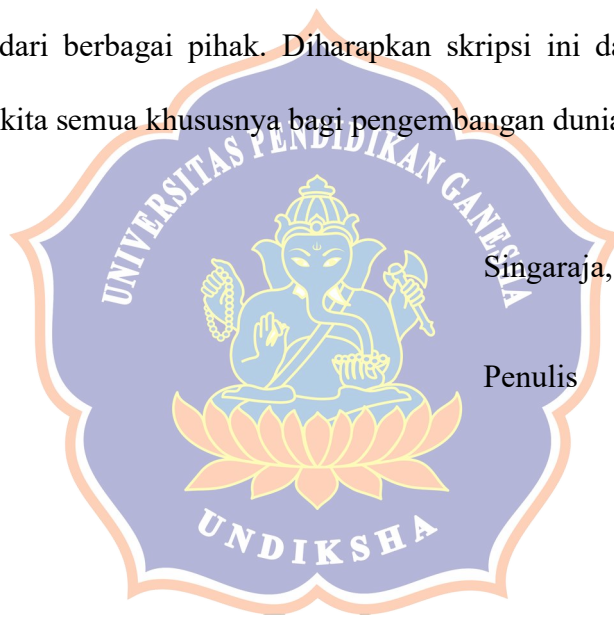 dari berbagai pihak. Diharapkan skripsi ini da
kita semua khususnya bagi pengembangan dunia
UNIVERSITAS PENDIDIKAN GANESHA
Singaraja,
Penulis
UNDIKSHA